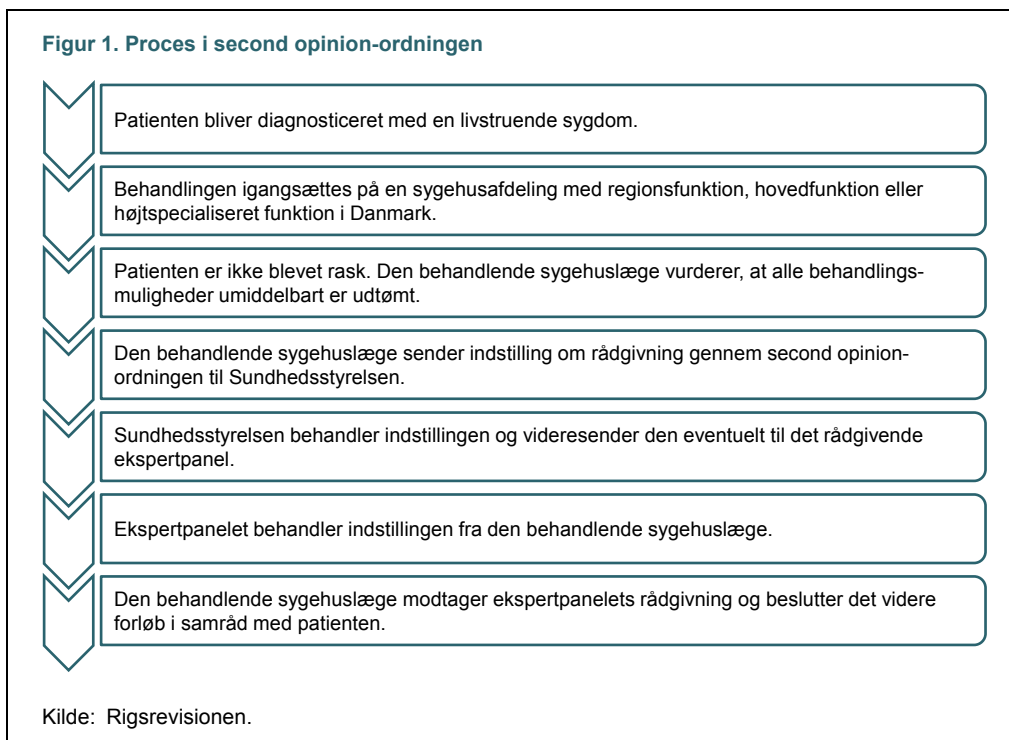 Figur 1. Proces i second opinion-ordningen
Patienten bliver diagnosticeret med en livstruende sygdom.
Behandlingen igangsættes på en sygehusafdeling med regionsfunktion, hovedfunktion eller
højtspecialiseret funktion i Danmark.
Patienten er ikke blevet rask. Den behandlende sygehuslæge vurderer, at alle behandlings-
muligheder umiddelbart er udtømt.
Den behandlende sygehuslæge sender indstilling om rådgivning gennem second opinion-
ordningen til Sundhedsstyrelsen.
Sundhedsstyrelsen behandler indstillingen og videresender den eventuelt til det rådgivende
ekspertpanel.
Ekspertpanelet behandler indstillingen fra den behandlende sygehuslæge.
Den behandlende sygehuslæge modtager ekspertpanelets rådgivning og beslutter det videre
forløb i samråd med patienten.
Kilde: Rigsrevisionen.